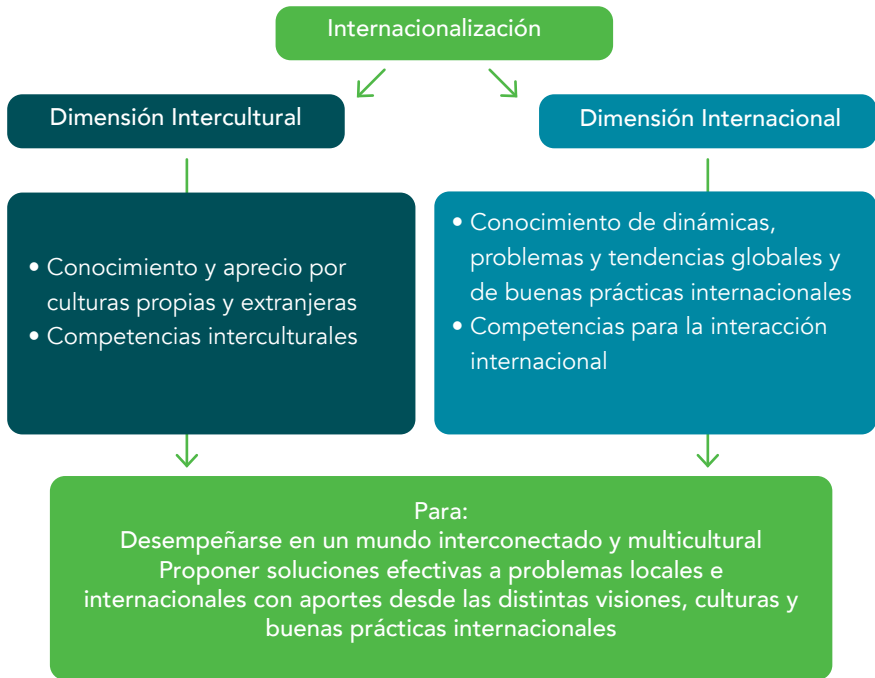 Internacionalización
Dimensión Intercultural
Dimensión Internacional
• Conocimiento y aprecio por
culturas propias y extranjeras
• Competencias interculturales
• Conocimiento de dinámicas,
problemas y tendencias globales y
de buenas prácticas internacionales
• Competencias para la interacción
internacional
Para:
Desempeñarse en un mundo interconectado y multicultural
Proponer soluciones efectivas a problemas locales e
internacionales con aportes desde las distintas visiones, culturas y
buenas prácticas internacionales